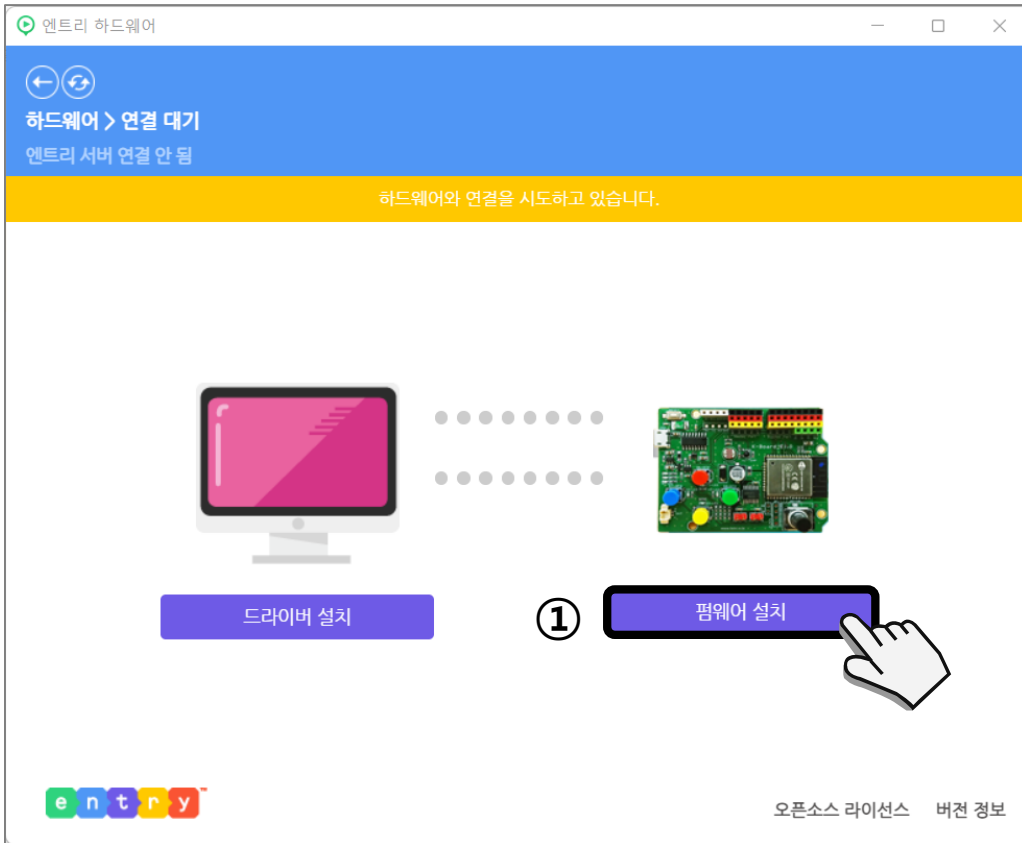 엔트리 하드웨어
하드웨어 > 연결 대기
엔트리 서버 연결 안 됨
하드웨어와 연결을 시도하고 있습니다.
드라이버 설치
① 펌웨어 설치
entry™
오픈소스 라이선스 버전 정보